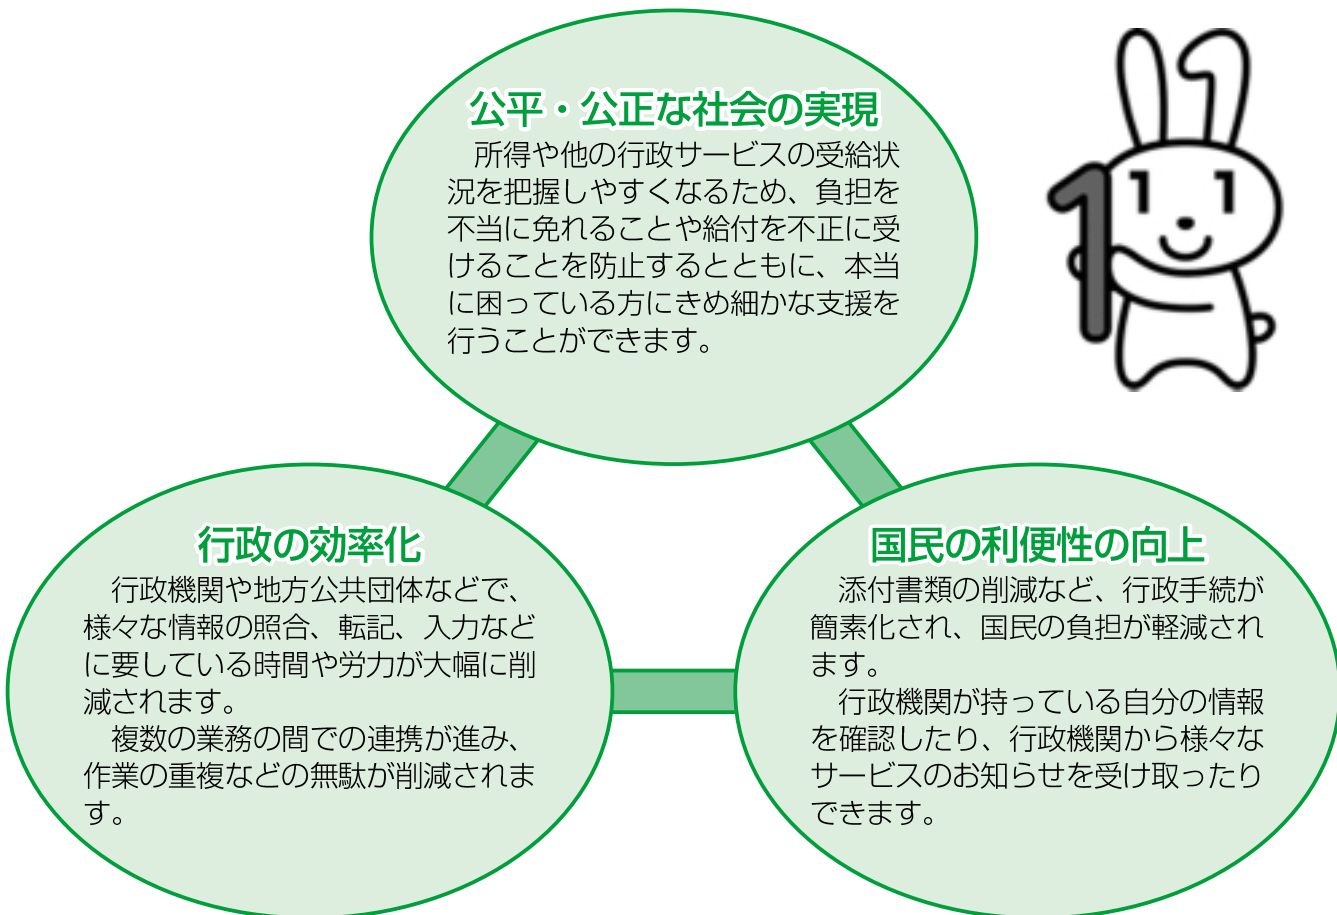 公平・公正な社会の実現
　所得や他の行政サービスの受給状
況を把握しやすくなるため、負担を
不当に免れることや給付を不正に受
けることを防止するとともに、本当
に困っている方にきめ細かな支援を
行うことができます。
行政の効率化
　行政機関や地方公共団体などで、
様々な情報の照合、転記、入力など
に要している時間や労力が大幅に削
減されます。
　複数の業務の間での連携が進み、
作業の重複などの無駄が削減されま
す。
国民の利便性の向上
　添付書類の削減など、行政手続が
簡素化され、国民の負担が軽減され
ます。
　行政機関が持っている自分の情報
を確認したり、行政機関から様々な
サービスのお知らせを受け取ったり
できます。
1
1 1